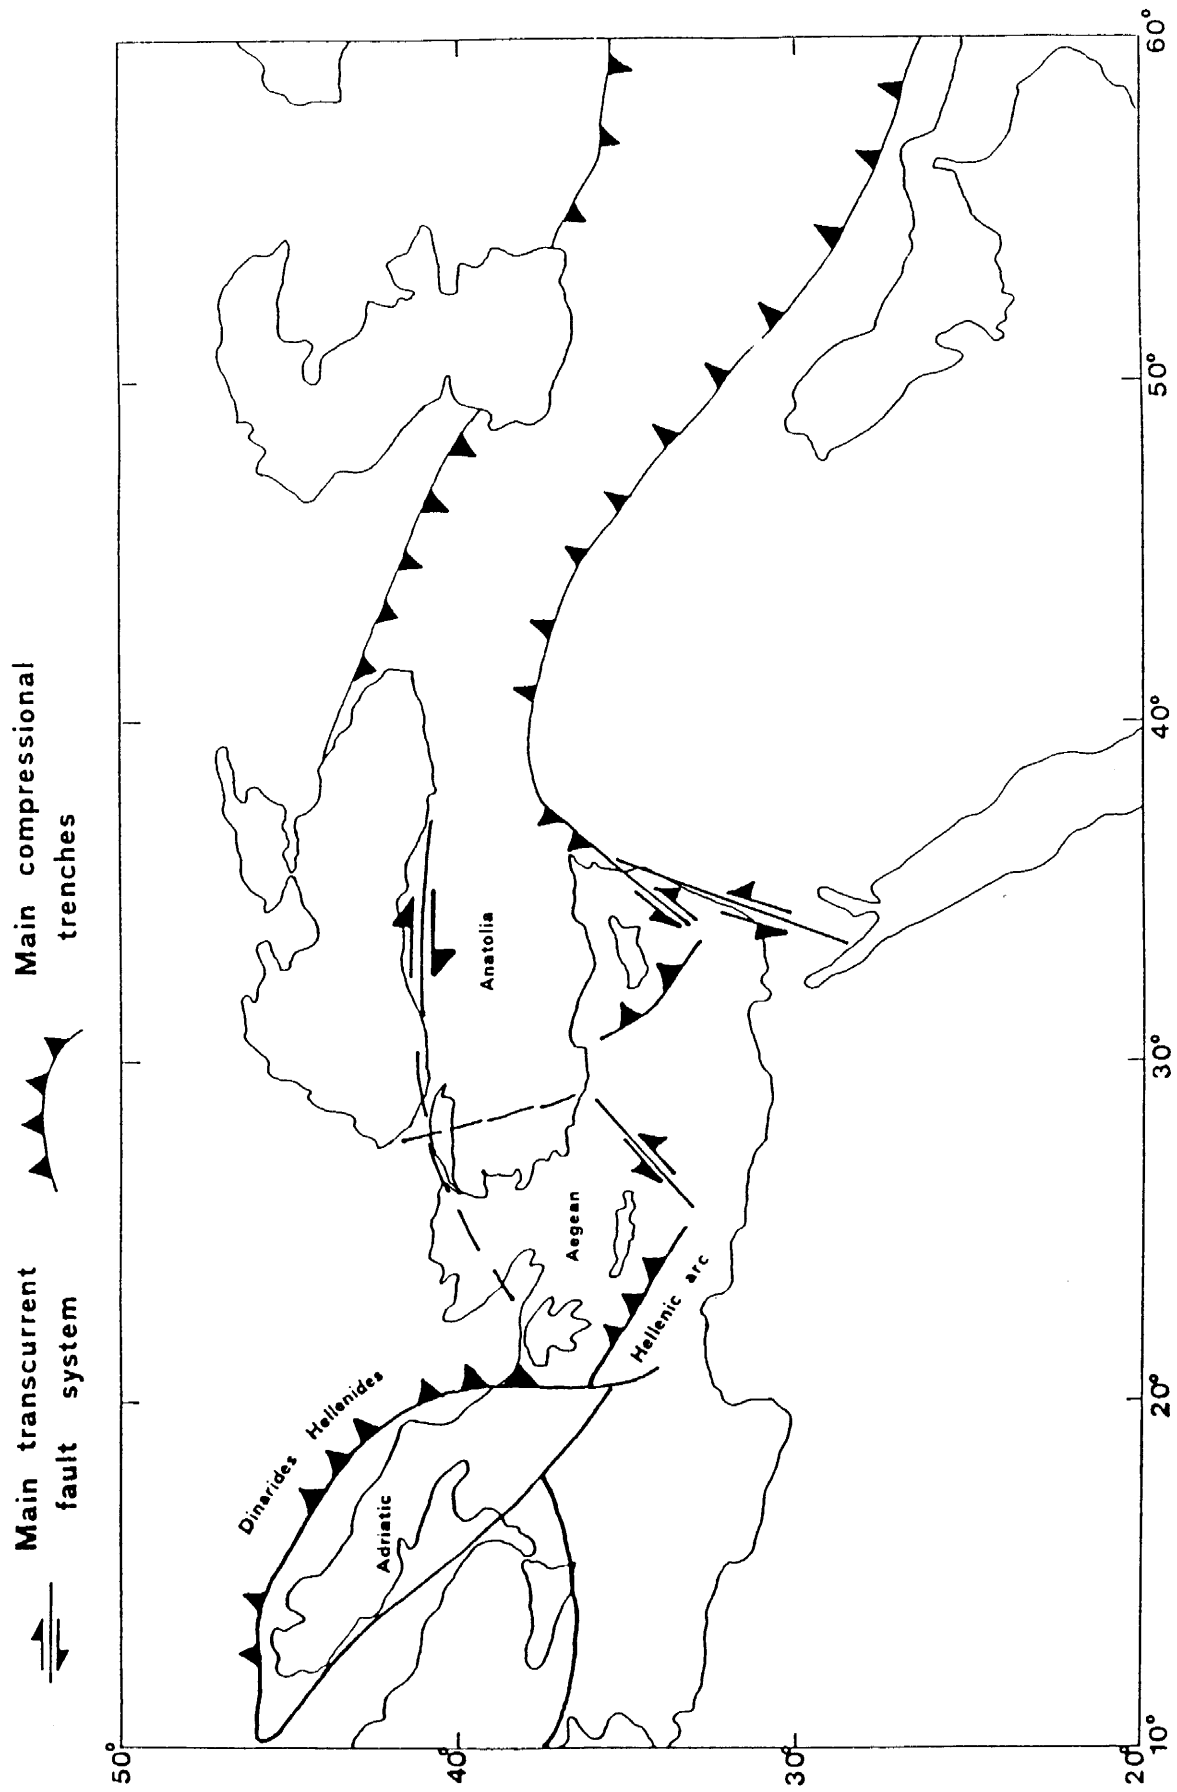 Main transcurrent
fault system
Main compressional
trenches
Dinarides Hellenides
Adriatic
Hellenic arc
Aegean
Anatolia
50°
40°
30°
20°
10°
20°
30°
40°
50°
60°